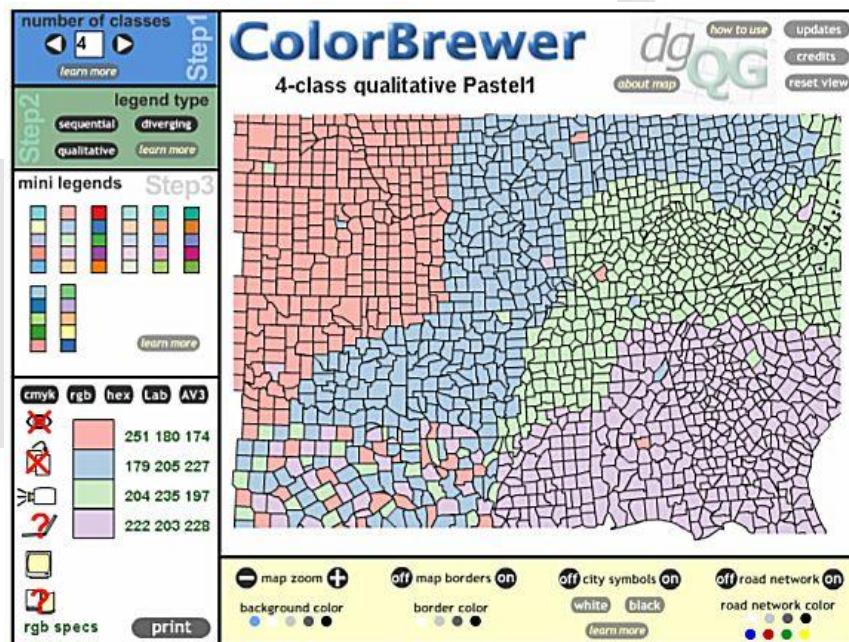 number of classes
4
learn more
Step1
Step2
legend type
sequential diverging
qualitative learn more
mini legends Step3
learn more
cmyk rgb hex Lab AV3
251 180 174
179 205 227
204 235 197
222 203 228
rgb specs print
ColorBrewer
4-class qualitative Pastel1
dg
QG
how to use updates
credits
about map reset view
map zoom
background color
off map borders on
border color
off city symbols on
white black
learn more
off road network on
road network color